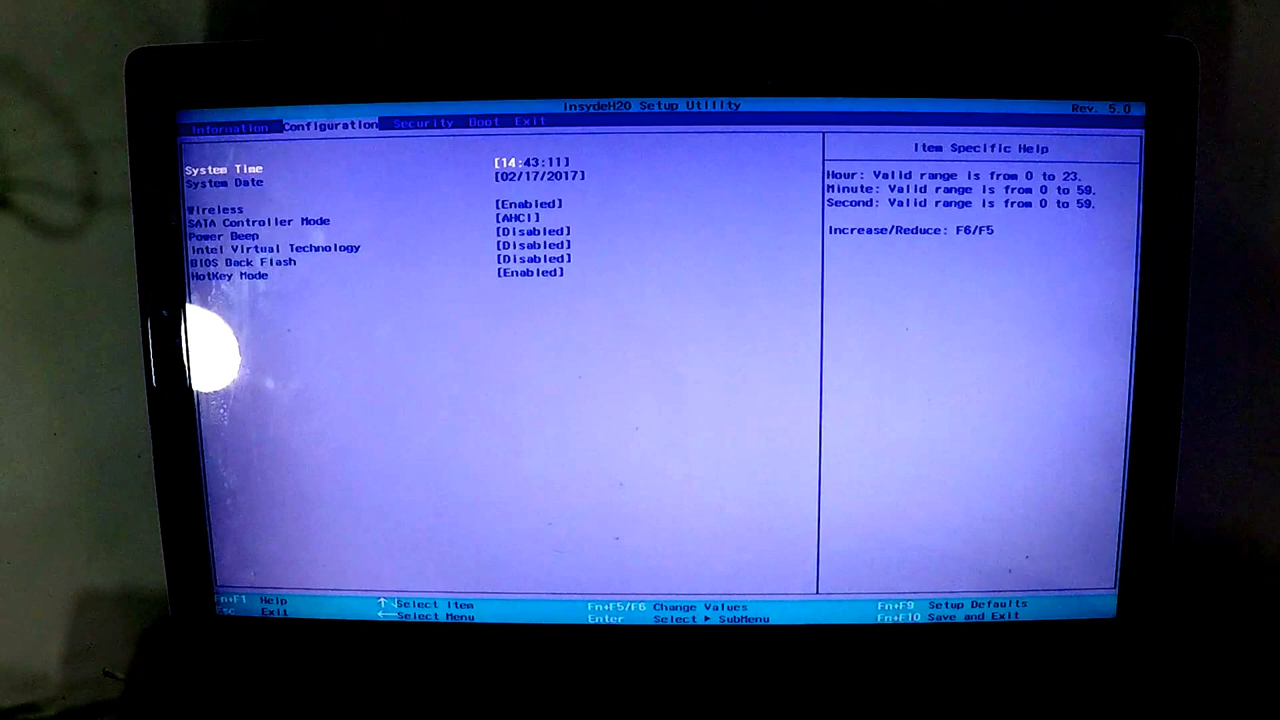 InsydeH20 Setup Utility Rev. 5.0
Information Configuration Security Boot Exit
Item Specific Help
System Time [14:43:11]
System Date [02/17/2017]
Wireless [Enabled]
SATA Controller Mode [AHCI]
Power Beep [Disabled]
Intel Virtual Technology [Disabled]
BIOS Back Flash [Disabled]
HotKey Mode [Enabled]
Hour: Valid range is from 0 to 23.
Minute: Valid range is from 0 to 59.
Second: Valid range is from 0 to 59.
Increase/Reduce: F6/F5
Fn+F1 Help ↑↓Select Item Fn+F5/F6 Change Values Fn+F9 Setup Defaults
Esc Exit ←Select Menu Enter Select ▶ SubMenu Fn+F10 Save and Exit